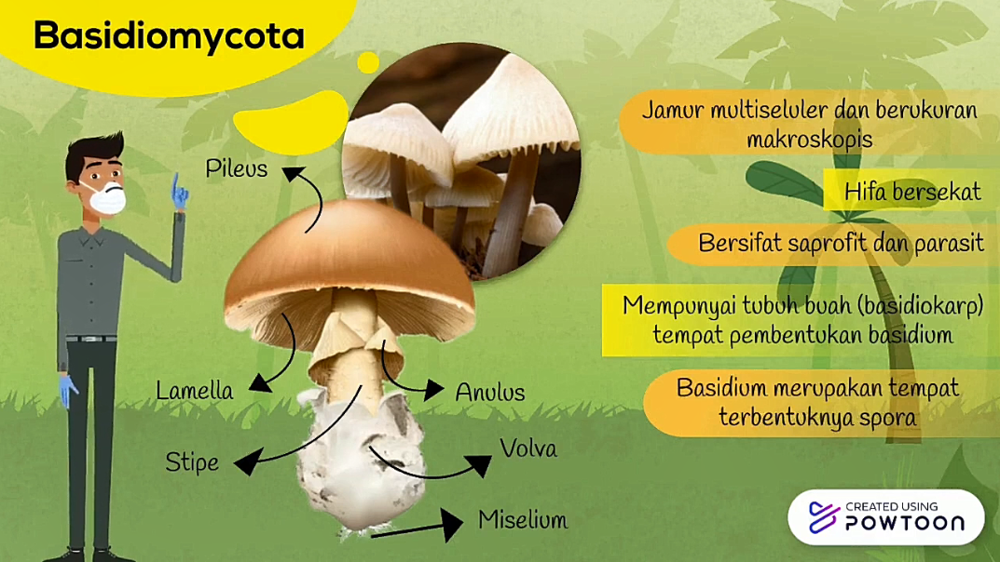 Basidiomycota
Pileus
Lamella
Anulus
Stipe
Volva
Miselium
Jamur multiseluler dan berukuran
makroskopis
Hifa bersekat
Bersifat saprofit dan parasit
Mempunyai tubuh buah (basidiokarp)
tempat pembentukan basidium
Basidium merupakan tempat
terbentuknya spora
CREATED USING
POWTOON